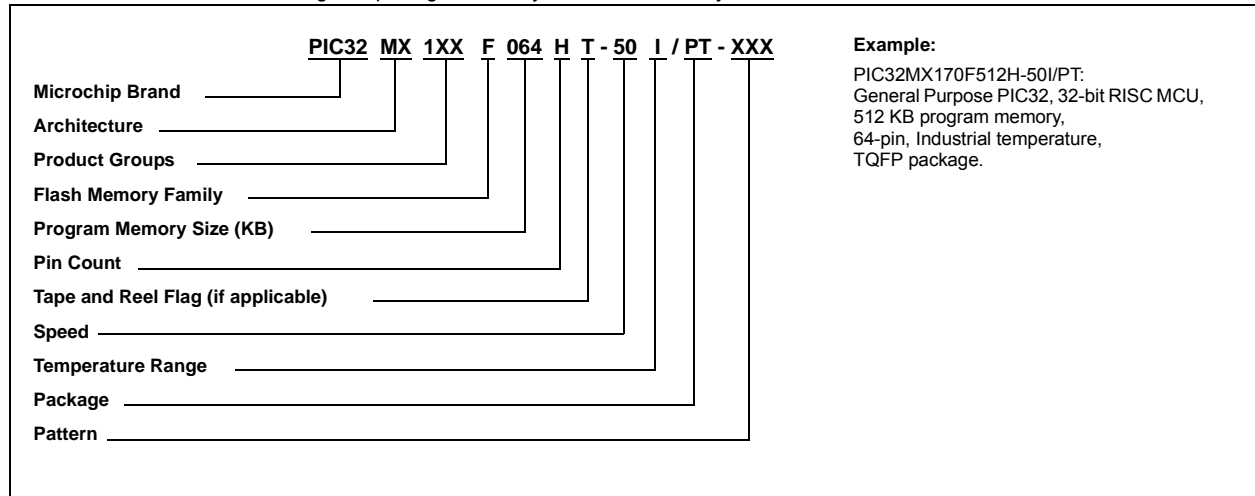 PIC32 MX 1XX F 064 H T - 50 I / PT - XXX
Microchip Brand
Architecture
Product Groups
Flash Memory Family
Program Memory Size (KB)
Pin Count
Tape and Reel Flag (if applicable)
Speed
Temperature Range
Package
Pattern
Example:
PIC32MX170F512H-50I/PT:
General Purpose PIC32, 32-bit RISC MCU,
512 KB program memory,
64-pin, Industrial temperature,
TQFP package.